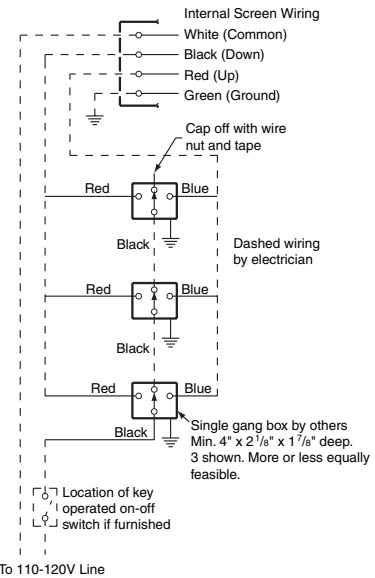 Internal Screen Wiring
White (Common)
Black (Down)
Red (Up)
Green (Ground)
Cap off with wire
nut and tape
Red
Blue
Black
Dashed wiring
by electrician
Red
Blue
Black
Red
Blue
Black
Single gang box by others
Min. 4" x 2 1/8" x 1 7/8" deep.
3 shown. More or less equally
feasible.
Location of key
operated on-off
switch if furnished
To 110-120V Line